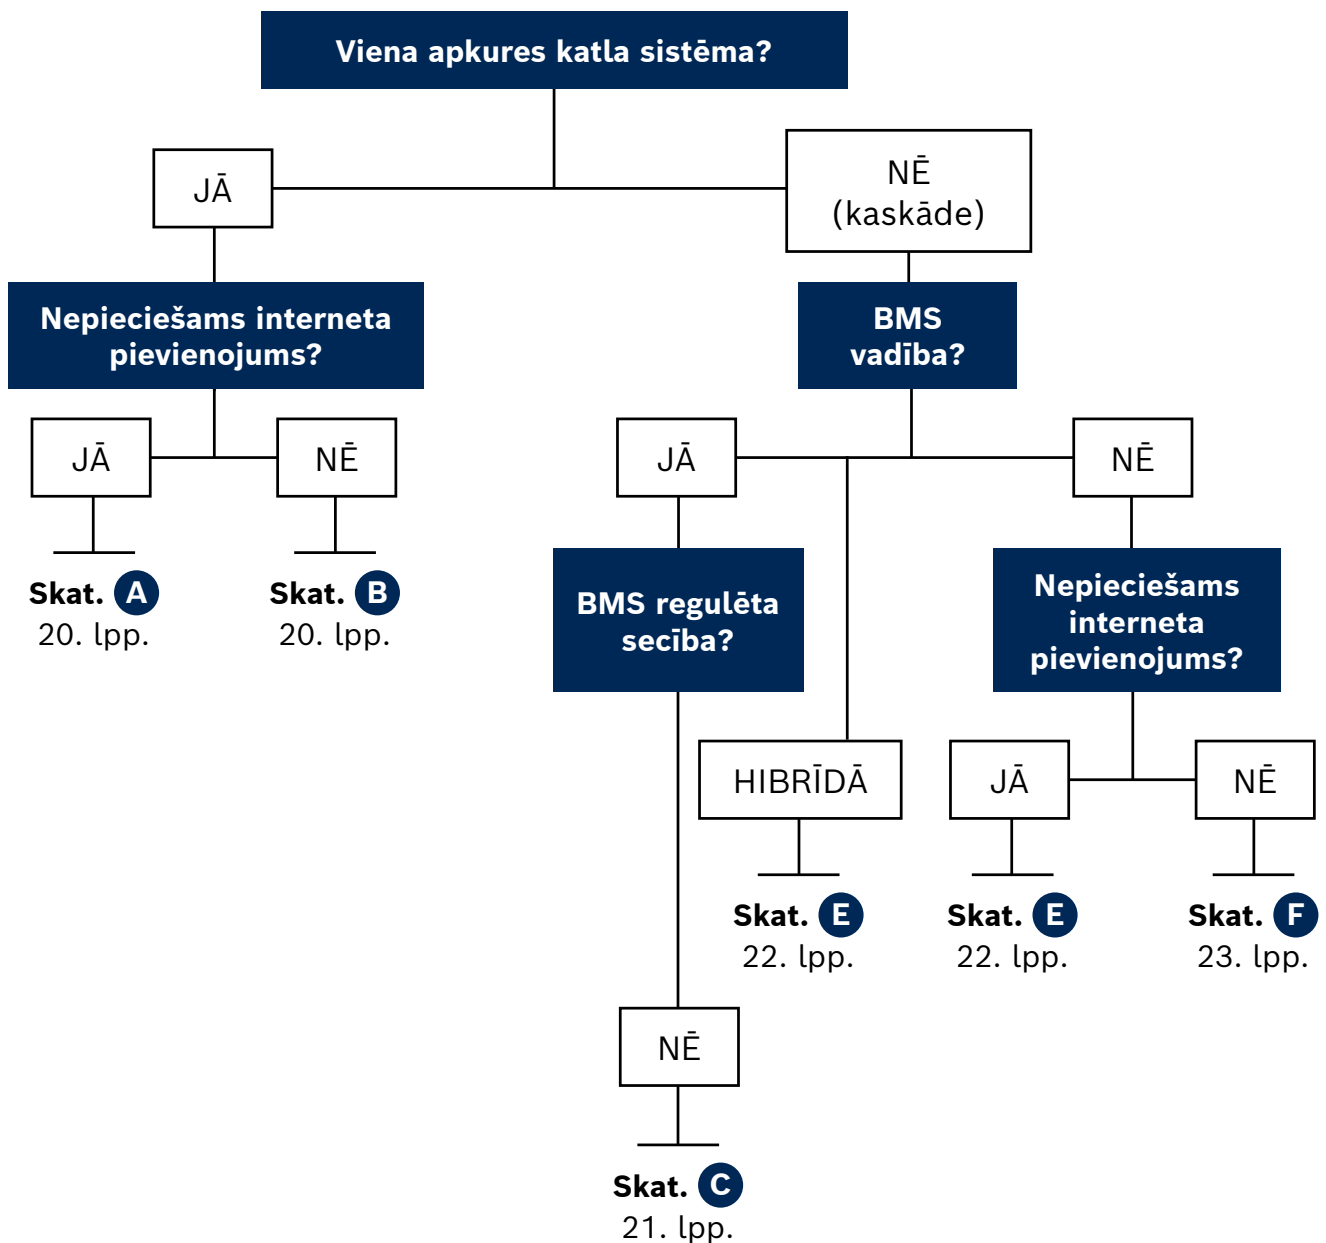 Viena apkures katla sistēma?
JĀ
NĒ
(kaskāde)
Nepieciešams interneta
pievienojums?
BMS
vadība?
JĀ
NĒ
JĀ
NĒ
Skat. A
20. lpp.
Skat. B
20. lpp.
BMS regulēta
secība?
Nepieciešams
interneta
pievienojums?
HIBRĪDĀ
JĀ
NĒ
Skat. E
22. lpp.
Skat. E
22. lpp.
Skat. F
23. lpp.
NĒ
Skat. C
21. lpp.